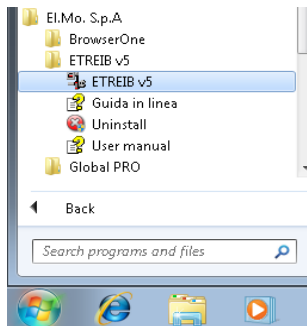 El.Mo. S.p.A
BrowserOne
ETREIB v5
ETREIB v5
Guida in linea
Uninstall
User manual
Global PRO
Back
Search programs and files